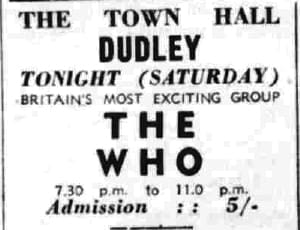 THE TOWN HALL
DUDLEY
TONIGHT (SATURDAY)
BRITAIN'S MOST EXCITING GROUP
THE
WHO
7.30 p.m. to 11.0 p.m.
Admission : : 5/-